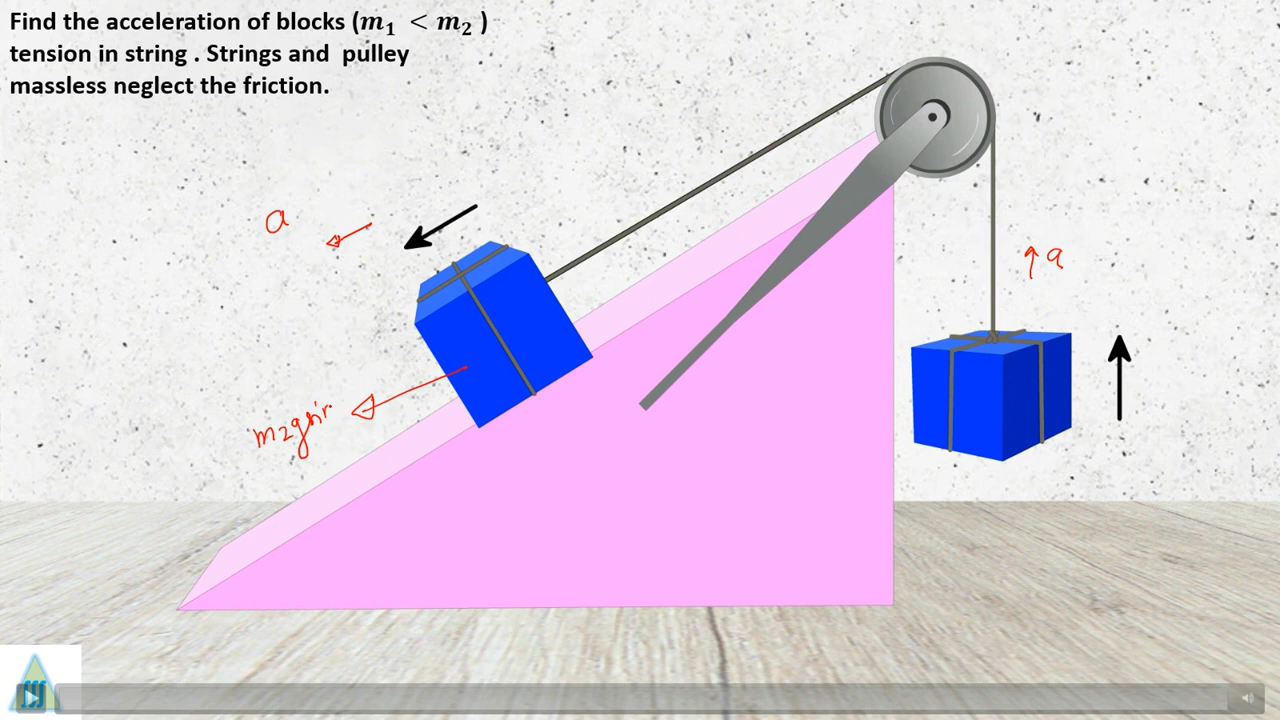 Find the acceleration of blocks (m₁ < m₂ )
tension in string . Strings and pulley
massless neglect the friction.
a
a
m₂g